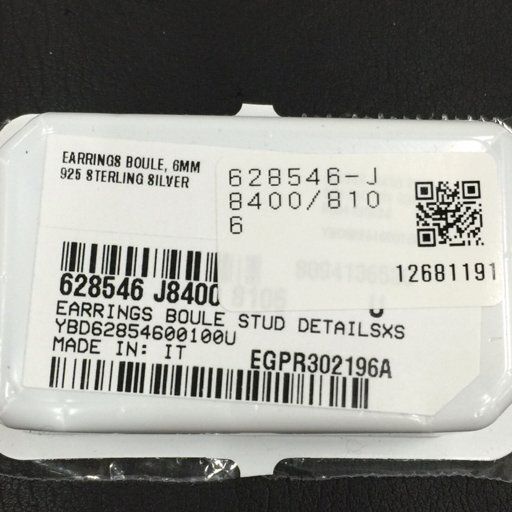 EARRINGS BOULE, 6MM
925 STERLING SILVER
628546-J
8400/810
6
12681191
628546 J8400 8106
U
EARRINGS BOULE STUD DETAILSXS
YBD62854600100U
MADE IN: IT
EGPR302196A